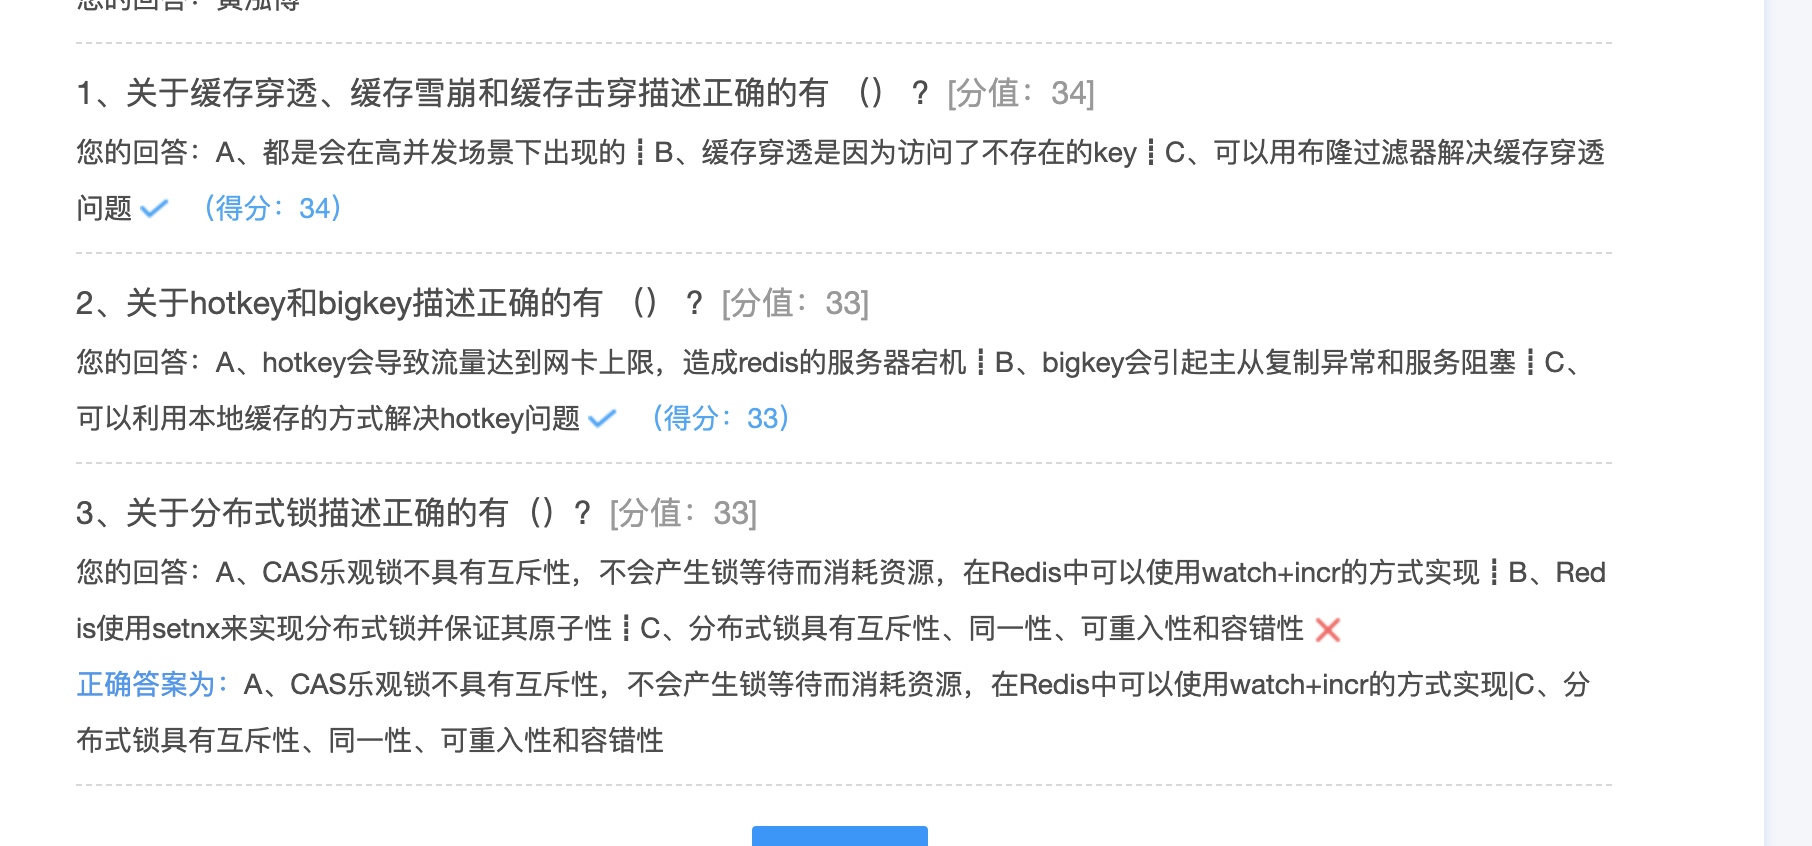 您的回答：黄泓博
1、关于缓存穿透、缓存雪崩和缓存击穿描述正确的有 （） ？ [分值：34]
您的回答：A、都是会在高并发场景下出现的┋B、缓存穿透是因为访问了不存在的key┋C、可以用布隆过滤器解决缓存穿透
问题 （得分：34）
2、关于hotkey和bigkey描述正确的有 （） ？ [分值：33]
您的回答：A、hotkey会导致流量达到网卡上限，造成redis的服务器宕机┋B、bigkey会引起主从复制异常和服务阻塞┋C、
可以利用本地缓存的方式解决hotkey问题 （得分：33）
3、关于分布式锁描述正确的有（）？ [分值：33]
您的回答：A、CAS乐观锁不具有互斥性，不会产生锁等待而消耗资源，在Redis中可以使用watch+incr的方式实现┋B、Red
is使用setnx来实现分布式锁并保证其原子性┋C、分布式锁具有互斥性、同一性、可重入性和容错性
正确答案为：A、CAS乐观锁不具有互斥性，不会产生锁等待而消耗资源，在Redis中可以使用watch+incr的方式实现|C、分
布式锁具有互斥性、同一性、可重入性和容错性